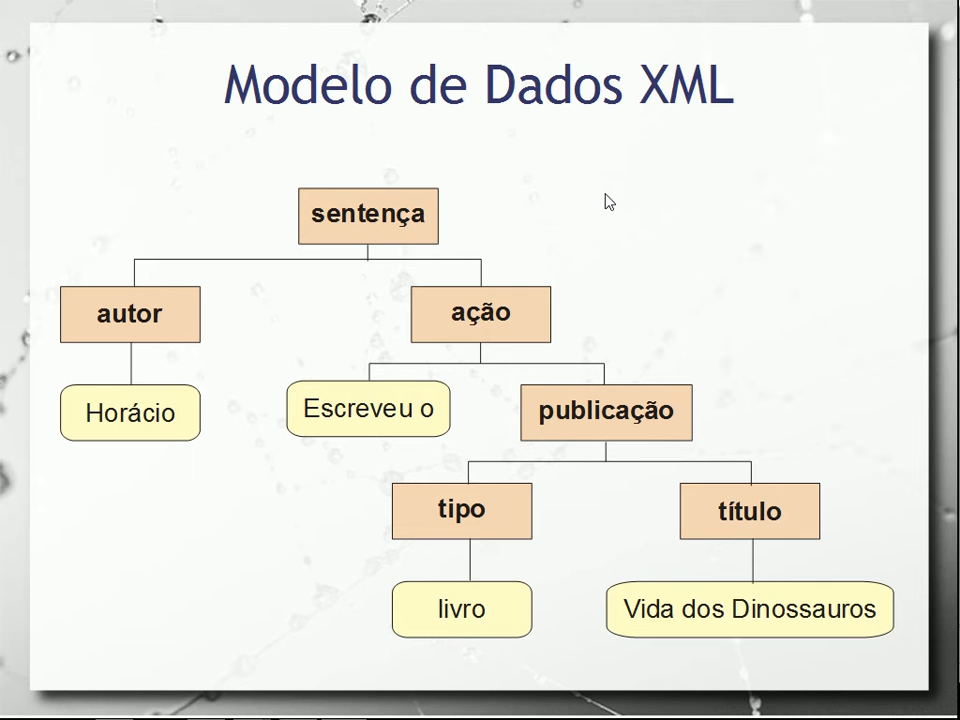 Modelo de Dados XML
sentença
autor
ação
Horácio
Escreveu o
publicação
tipo
título
livro
Vida dos Dinossauros